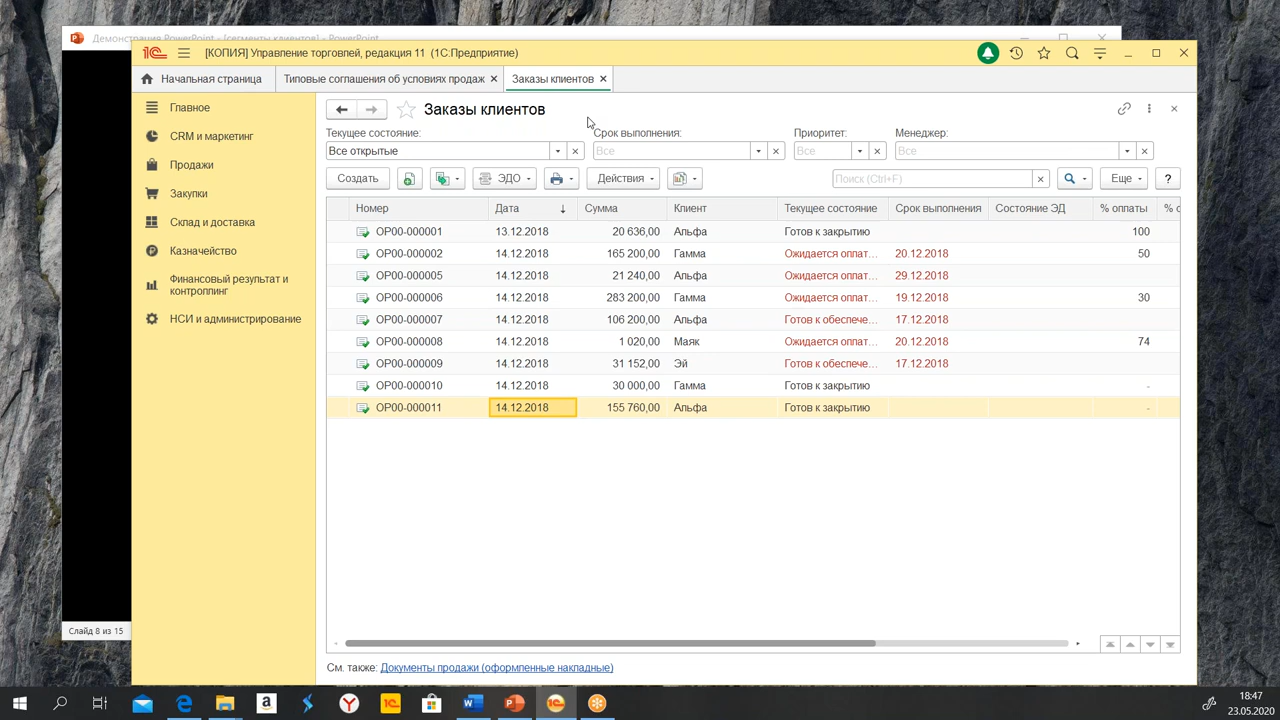 Демонстрация PowerPoint - [сегменты клиентов] - PowerPoint
[КОПИЯ] Управление торговлей, редакция 11 (1С:Предприятие)
Начальная страница
Типовые соглашения об условиях продаж
Заказы клиентов
Главное
CRM и маркетинг
Продажи
Закупки
Склад и доставка
Казначейство
Финансовый результат и
контроллинг
НСИ и администрирование
Заказы клиентов
Текущее состояние: Срок выполнения: Приоритет: Менеджер:
Все открытые Все Все Все
Создать ЭДО Действия Поиск (Ctrl+F) Еще ?
Номер Дата Сумма Клиент Текущее состояние Срок выполнения Состояние ЭД % оплаты % с
ОР00-000001 13.12.2018 20 636,00 Альфа Готов к закрытию 100
ОР00-000002 14.12.2018 165 200,00 Гамма Ожидается оплат... 20.12.2018 50
ОР00-000005 14.12.2018 21 240,00 Альфа Ожидается оплат... 29.12.2018
ОР00-000006 14.12.2018 283 200,00 Гамма Ожидается оплат... 19.12.2018 30
ОР00-000007 14.12.2018 106 200,00 Альфа Готов к обеспече... 17.12.2018
ОР00-000008 14.12.2018 1 020,00 Маяк Ожидается оплат... 20.12.2018 74
ОР00-000009 14.12.2018 31 152,00 Эй Готов к обеспече... 17.12.2018
ОР00-000010 14.12.2018 30 000,00 Гамма Готов к закрытию -
ОР00-000011 14.12.2018 155 760,00 Альфа Готов к закрытию -
См. также: Документы продажи (оформленные накладные)
Слайд 8 из 15
18:47
23.05.2020